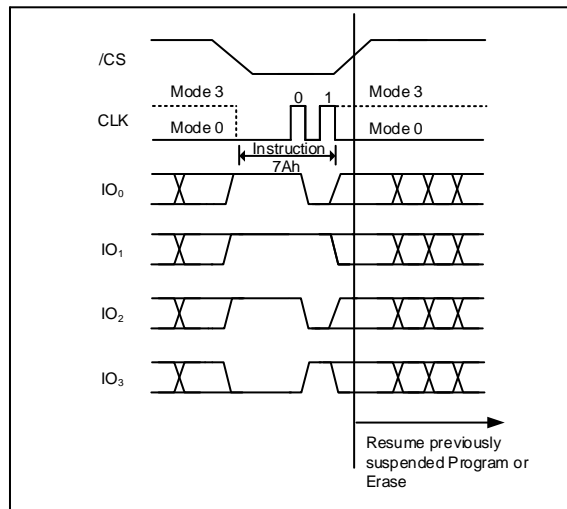 /CS
Mode 3
0
1
Mode 3
CLK
Mode 0
Mode 0
Instruction
7Ah
IO₀
IO₁
IO₂
IO₃
Resume previously
suspended Program or
Erase